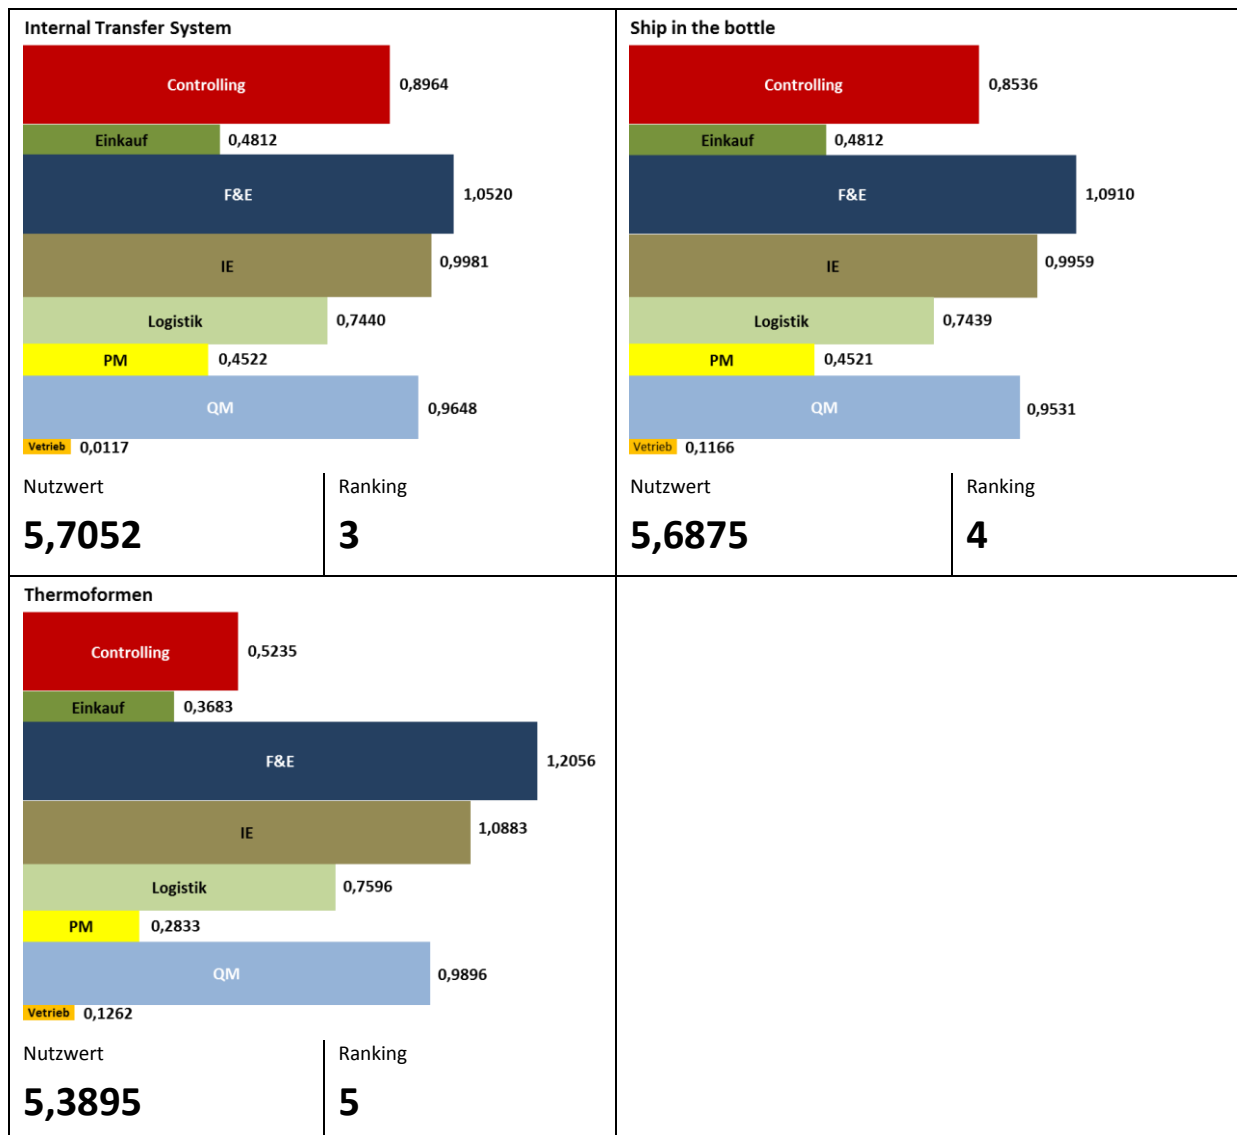 Internal Transfer System
Controlling 0,8964
Einkauf 0,4812
F&E 1,0520
IE 0,9981
Logistik 0,7440
PM 0,4522
QM 0,9648
Vetrieb 0,0117
Nutzwert Ranking
5,7052 3
Ship in the bottle
Controlling 0,8536
Einkauf 0,4812
F&E 1,0910
IE 0,9959
Logistik 0,7439
PM 0,4521
QM 0,9531
Vetrieb 0,1166
Nutzwert Ranking
5,6875 4
Thermoformen
Controlling 0,5235
Einkauf 0,3683
F&E 1,2056
IE 1,0883
Logistik 0,7596
PM 0,2833
QM 0,9896
Vetrieb 0,1262
Nutzwert Ranking
5,3895 5